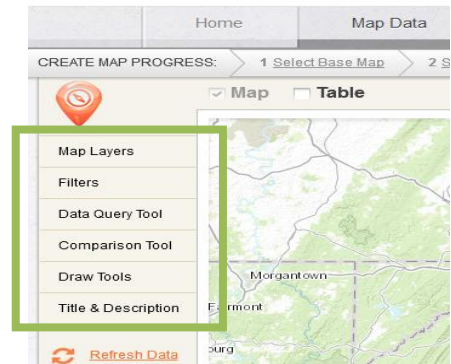 Home Map Data
CREATE MAP PROGRESS: 1 Select Base Map 2 S
Map Table
Map Layers
Filters
Data Query Tool
Comparison Tool
Draw Tools
Title & Description
Refresh Data
Morgantown